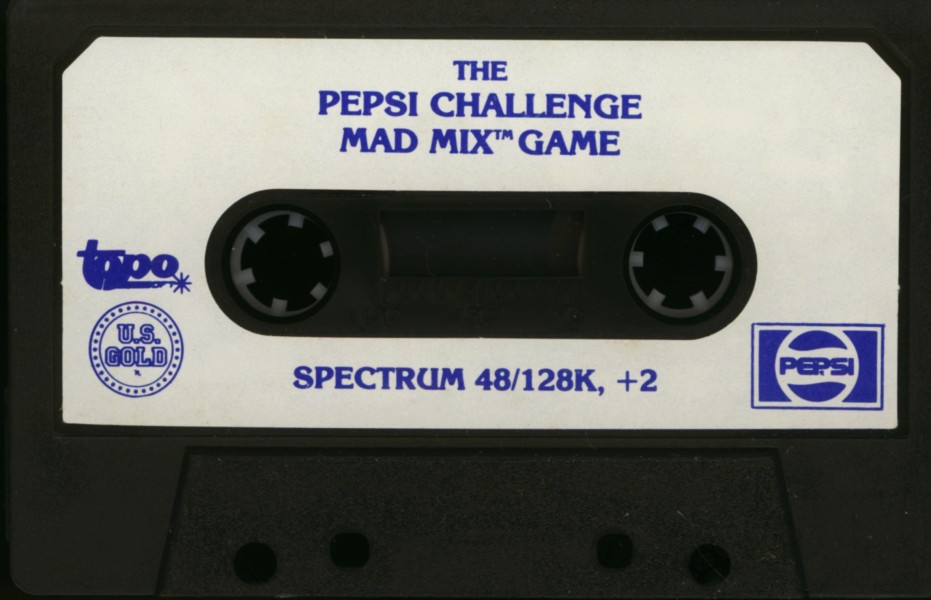 THE
PEPSI CHALLENGE
MAD MIX™ GAME
topo
U.S.
GOLD
SPECTRUM 48/128K, +2
PEPSI